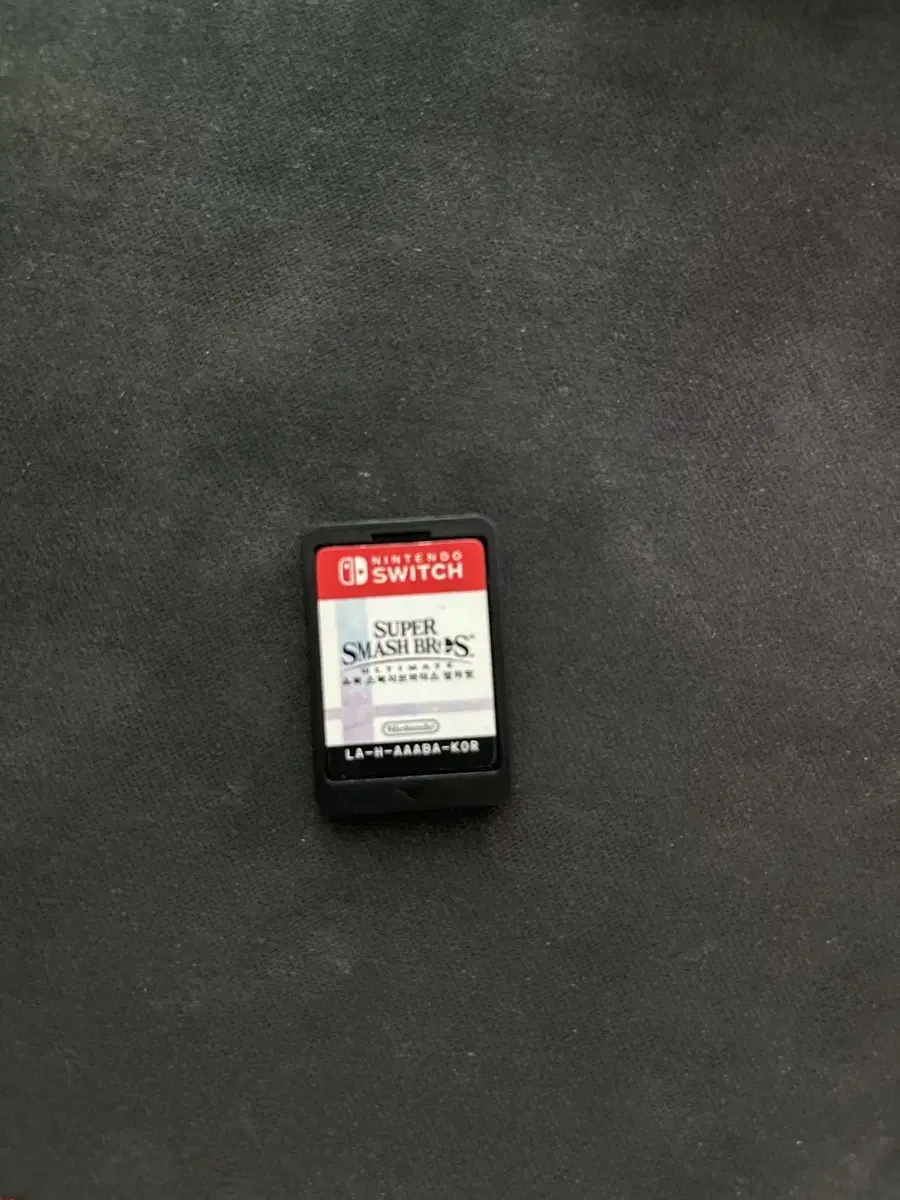 NINTENDO
SWITCH
SUPER
SMASH BROS.
ULTIMATE
슈퍼 스매시브라더스 얼티밋
Nintendo
LA-H-AAABA-KOR